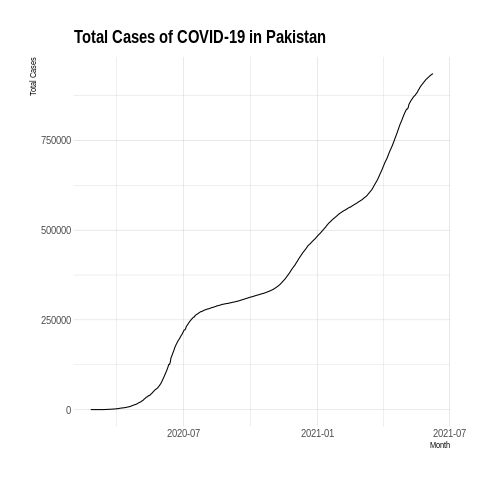 Total Cases of COVID-19 in Pakistan
Total Cases
750000
500000
250000
0
2020-07
2021-01
2021-07
Month